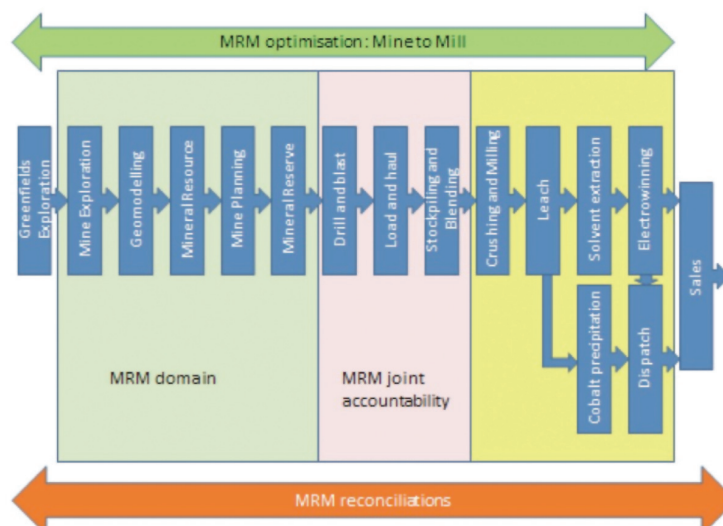 MRM optimisation: Mine to Mill
Greenfields
Exploration
Mine Exploration
Geomodelling
Mineral Resource
Mine Planning
Mineral Reserve
Drill and blast
Load and haul
Stockpiling and
Blending
Crushing and Milling
Leach
Solvent extraction
Electrowinning
Cobalt precipitation
Dispatch
Sales
MRM domain
MRM joint
accountability
MRM reconciliations